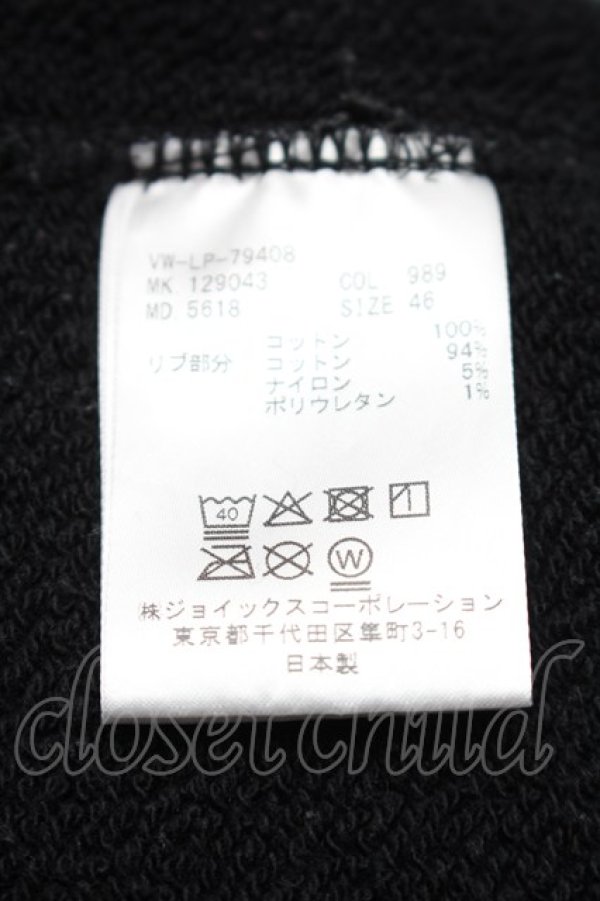 VW-LP-79408
MK 129043 COL 989
MD 5618 SIZE 46
コットン 100%
リブ部分 コットン 94%
ナイロン 5%
ポリウレタン 1%
40
W
株ジョイックスコーポレーション
東京都千代田区隼町3-16
日本製
closet child